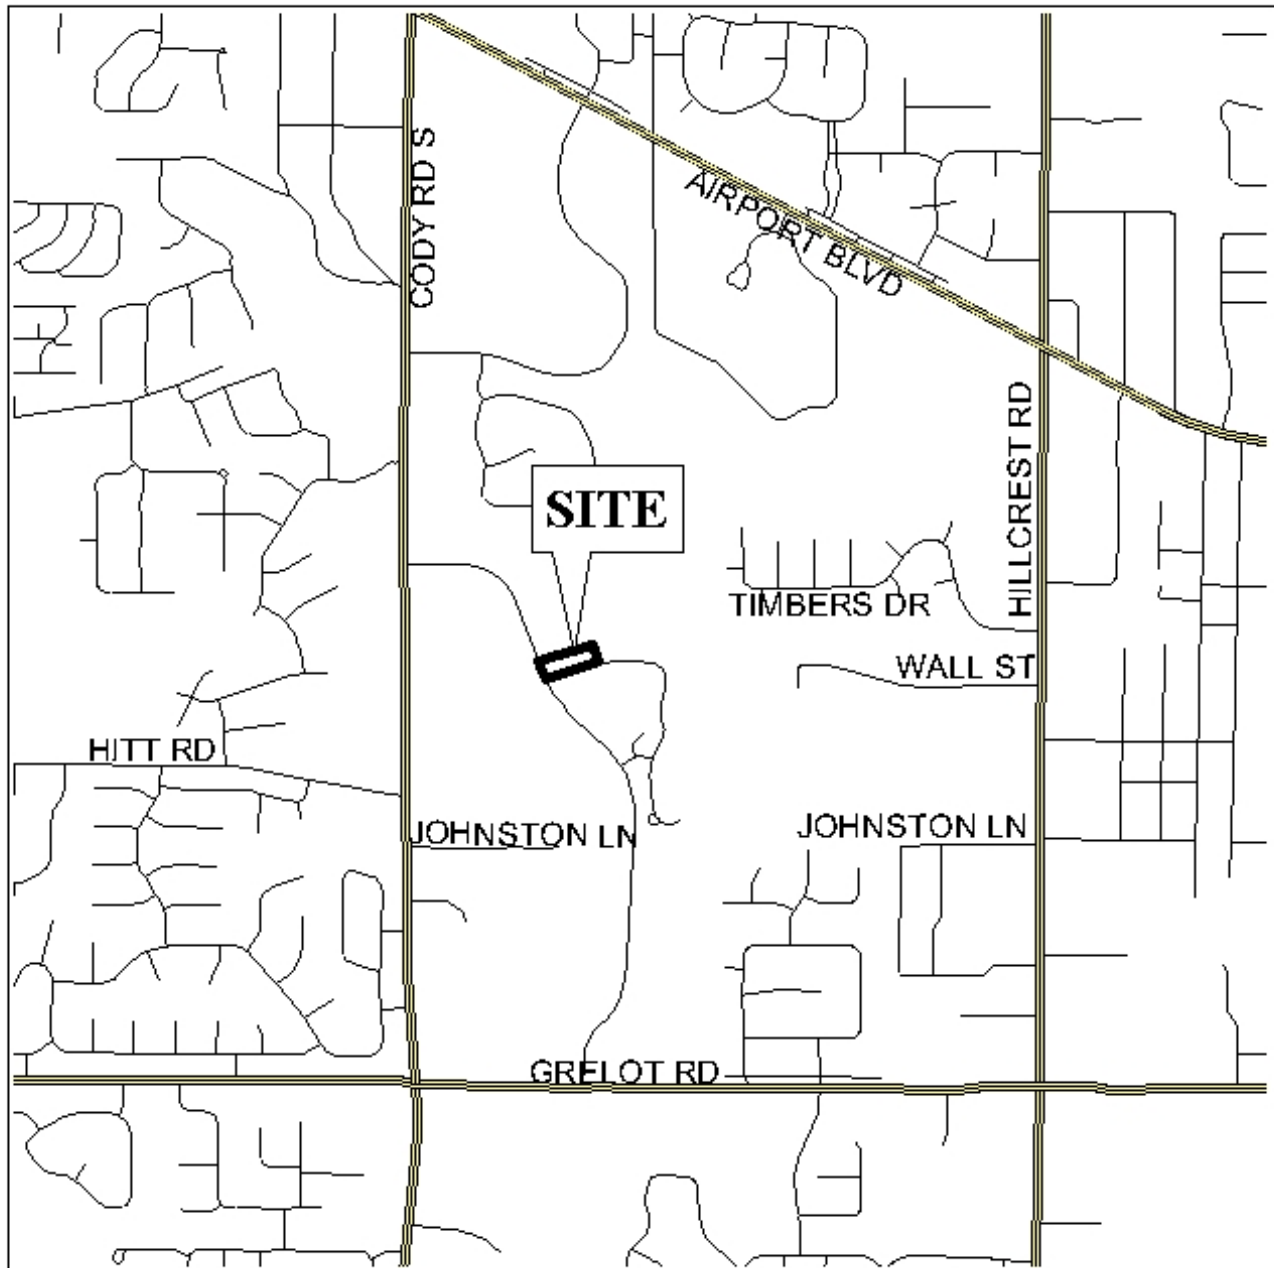 CODY RD S
AIRPORT BLVD
HILLCREST RD
SITE
TIMBERS DR
WALL ST
HITT RD
JOHNSTON LN
JOHNSTON LN
GRELOT RD